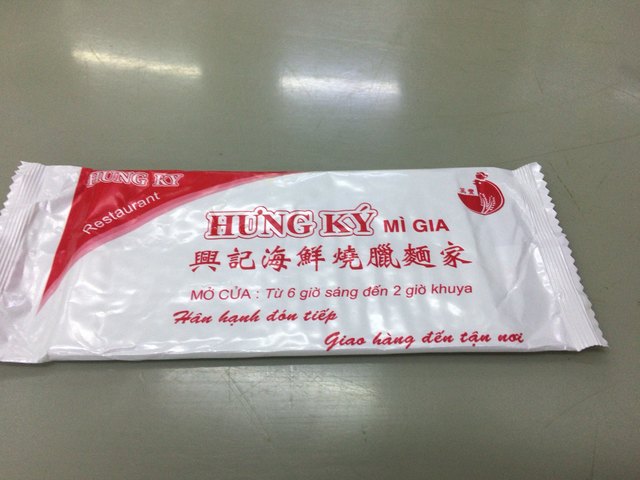 HƯNG KÝ
Restaurant
HƯNG KÝ MÌ GIA
興記海鮮燒臘麵家
MỞ CỬA : Từ 6 giờ sáng đến 2 giờ khuya
Hân hạnh đón tiếp
Giao hàng đến tận nơi